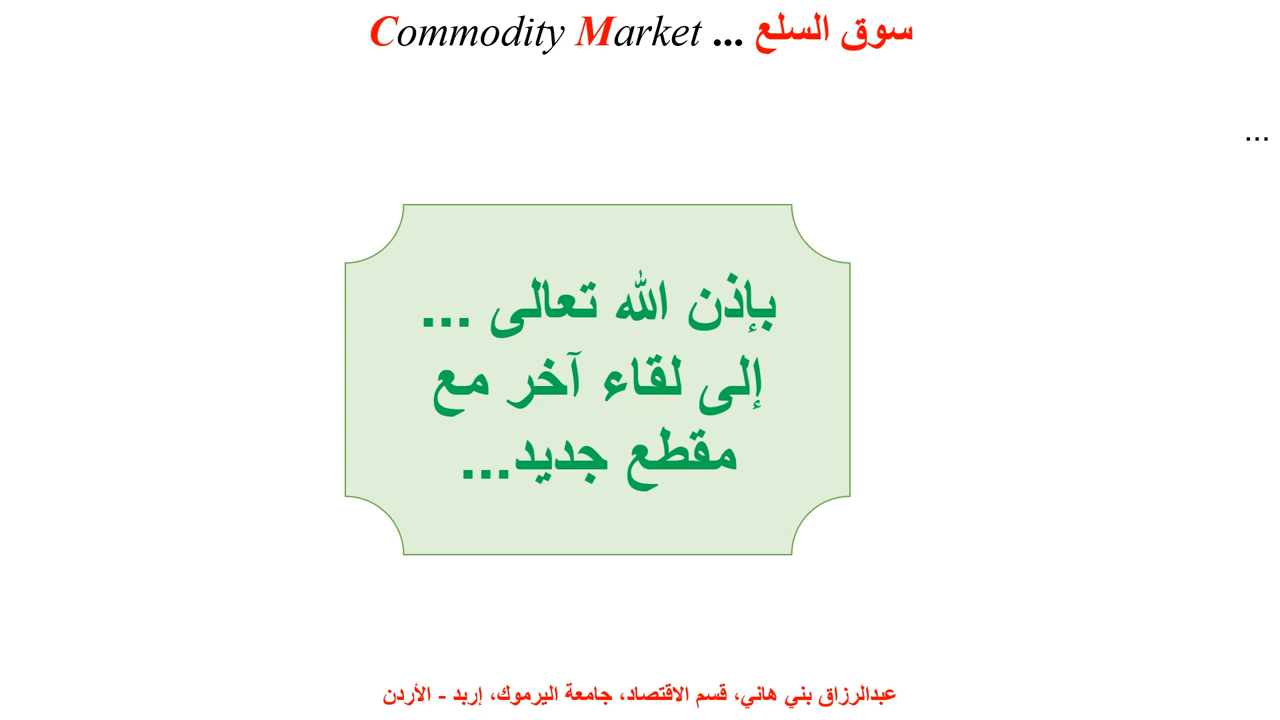 سوق السلع ... Commodity Market
...
بإذن الله تعالى ...
إلى لقاء آخر مع
مقطع جديد...
عبدالرزاق بني هاني، قسم الاقتصاد، جامعة اليرموك، إربد - الأردن